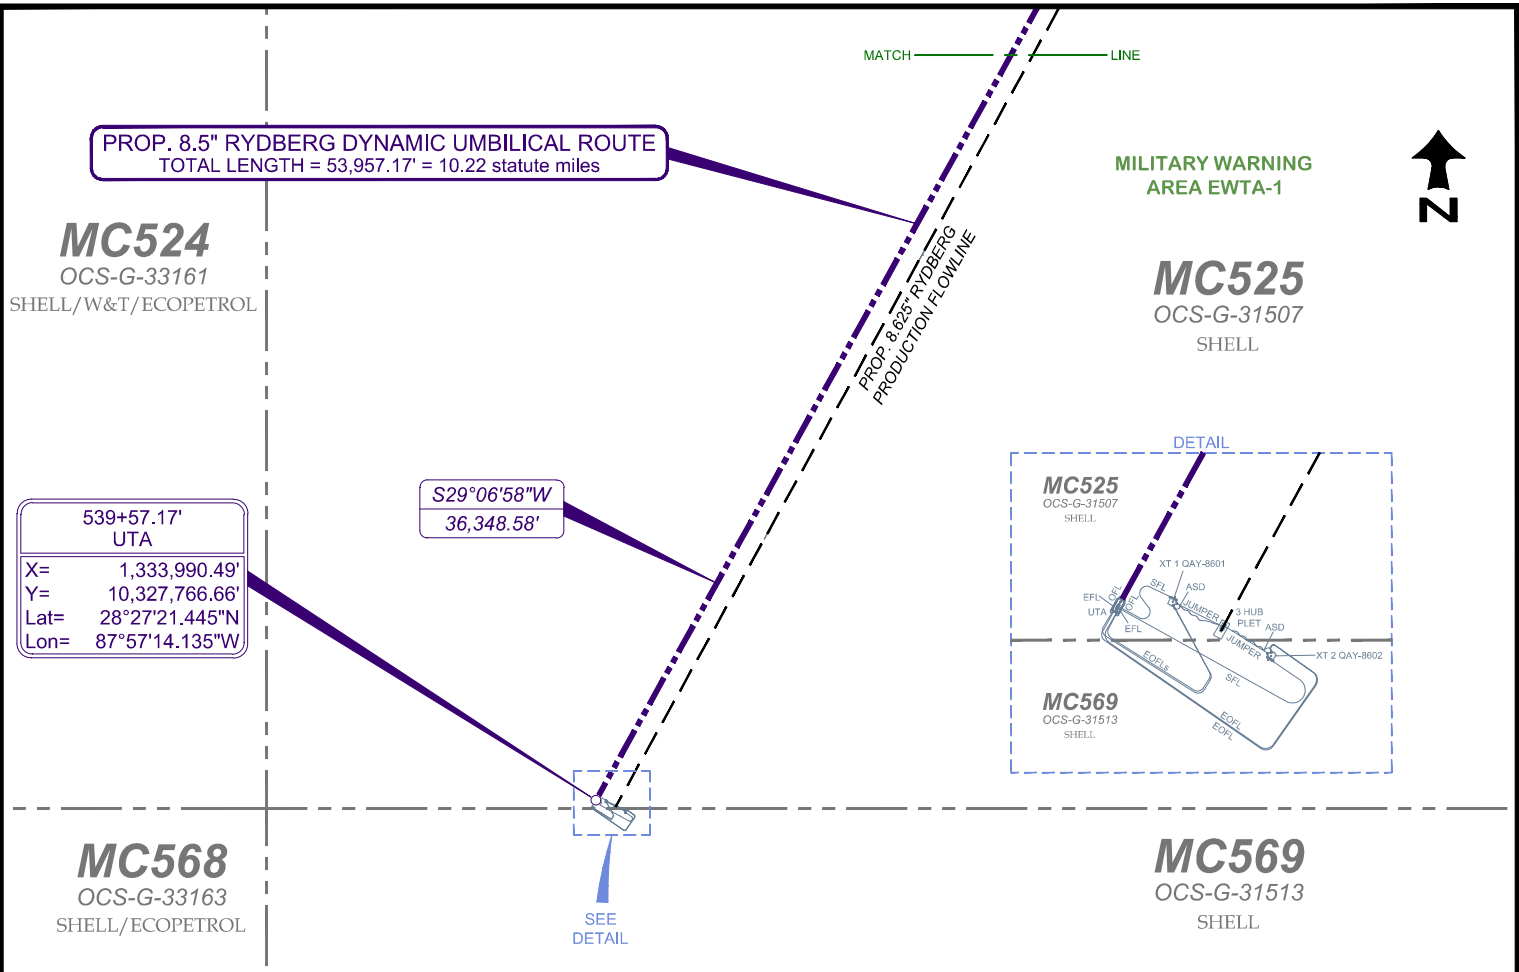 MATCH
LINE
PROP. 8.5" RYDBERG DYNAMIC UMBILICAL ROUTE
TOTAL LENGTH = 53,957.17' = 10.22 statute miles
MILITARY WARNING
AREA EWTA-1
N
MC524
OCS-G-33161
SHELL/W&T/ECOPETROL
PROP. 8.625" RYDBERG
PRODUCTION FLOWLINE
MC525
OCS-G-31507
SHELL
S29°06'58"W
36,348.58'
539+57.17'
UTA
X= 1,333,990.49'
Y= 10,327,766.66'
Lat= 28°27'21.445"N
Lon= 87°57'14.135"W
DETAIL
MC525
OCS-G-31507
SHELL
XT 1 QAY-8601
ASD
SFL
OFL
OFL
EFL
UTA
EFL
JUMPER
3 HUB
PLET
ASD
JUMPER
XT 2 QAY-8602
EOFLs
SFL
MC569
OCS-G-31513
SHELL
EOFL
EOFL
MC568
OCS-G-33163
SHELL/ECOPETROL
SEE
DETAIL
MC569
OCS-G-31513
SHELL